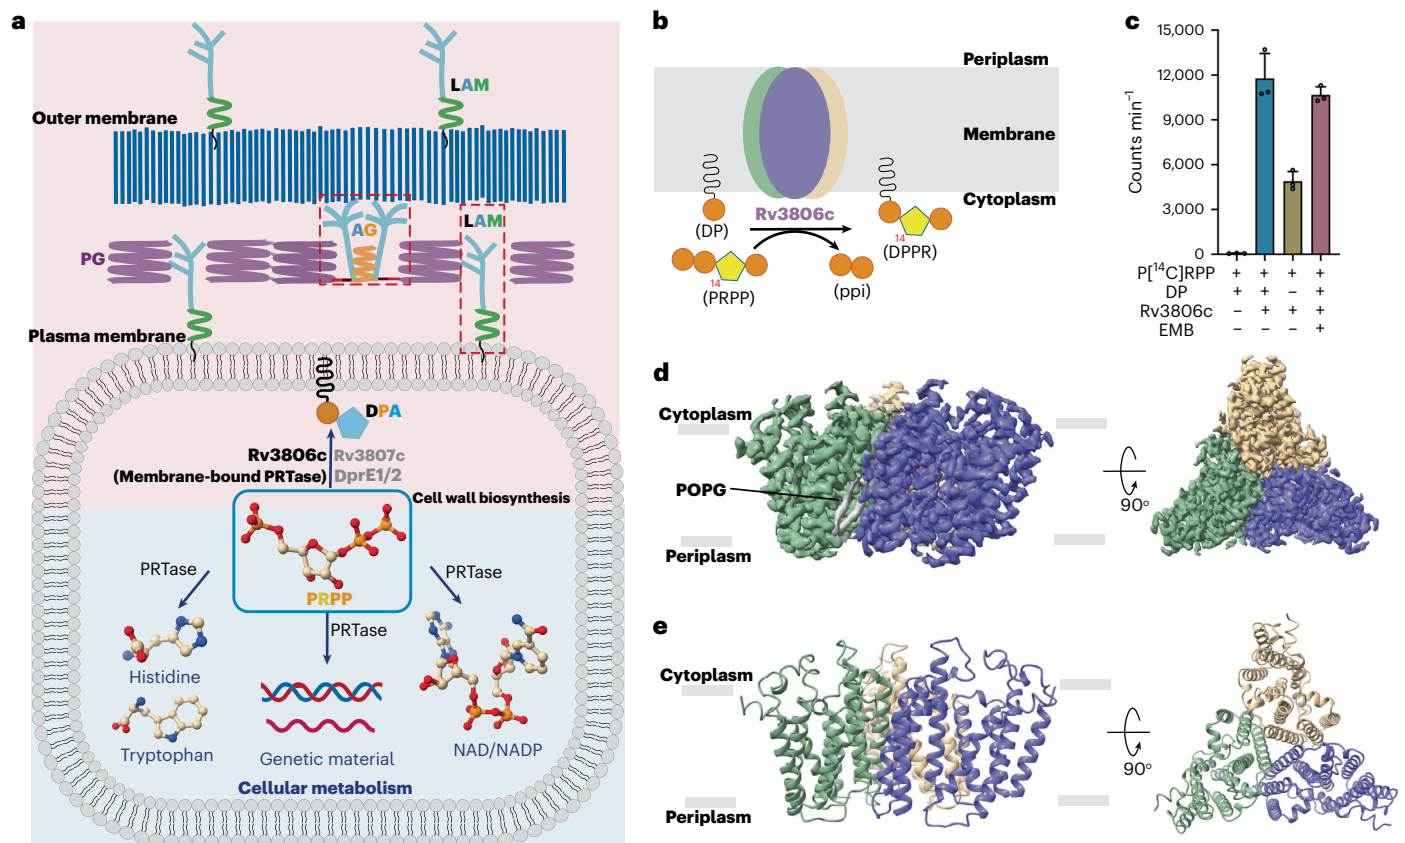 a
LAM
Outer membrane
AG
LAM
PG
Plasma membrane
DPA
Rv3806c
(Membrane-bound PRTase)
Rv3807c
DprE1/2
Cell wall biosynthesis
PRPP
PRTase
PRTase
PRTase
Histidine
Tryptophan
Genetic material
NAD/NADP
Cellular metabolism
b
Periplasm
Membrane
Cytoplasm
(DP)
Rv3806c
14
(DPPR)
14
(PRPP)
(ppi)
c
Counts min⁻¹
15,000
12,000
9,000
6,000
3,000
0
P[¹⁴C]RPP + + + +
DP + + – +
Rv3806c – + + +
EMB – – – +
d
Cytoplasm
POPG
Periplasm
90°
e
Cytoplasm
Periplasm
90°